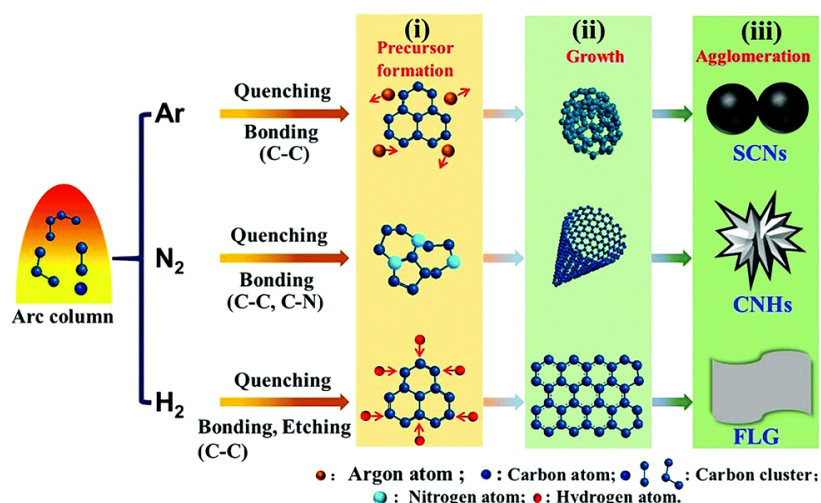 (i)
(ii)
(iii)
Precursor
formation
Growth
Agglomeration
Ar
Quenching
Bonding
(C-C)
SCNs
N₂
Quenching
Bonding
(C-C, C-N)
CNHs
Arc column
H₂
Quenching
Bonding, Etching
(C-C)
FLG
: Argon atom ; : Carbon atom; : Carbon cluster;
: Nitrogen atom; : Hydrogen atom.